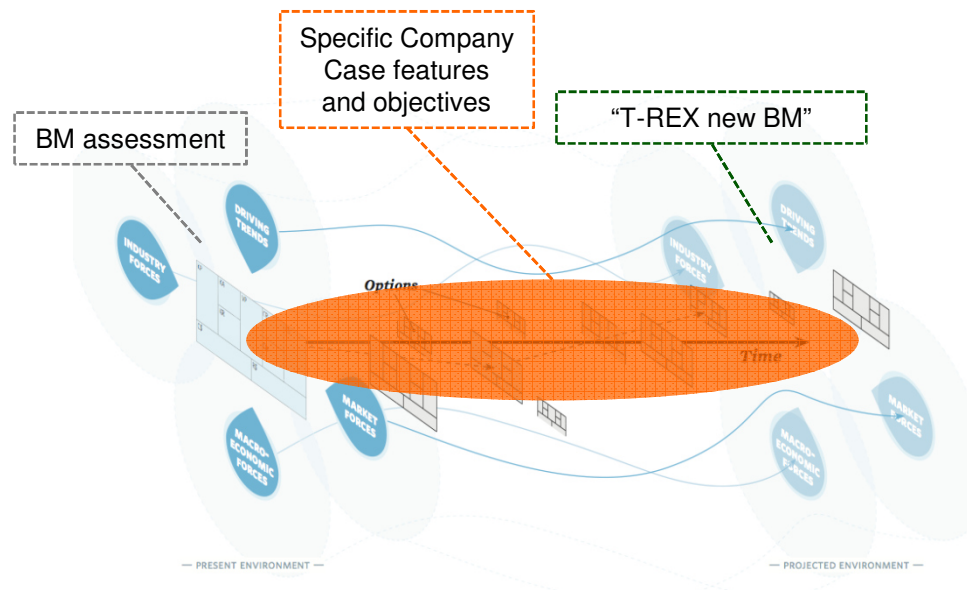 Specific Company
Case features
and objectives
BM assessment
“T-REX new BM”
DRIVING
TRENDS
INDUSTRY
FORCES
DRIVING
TRENDS
INDUSTRY
FORCES
Options
Time
MARKET
FORCES
MACRO-
ECONOMIC
FORCES
MARKET
FORCES
MACRO-
ECONOMIC
FORCES
— PRESENT ENVIRONMENT —
— PROJECTED ENVIRONMENT —